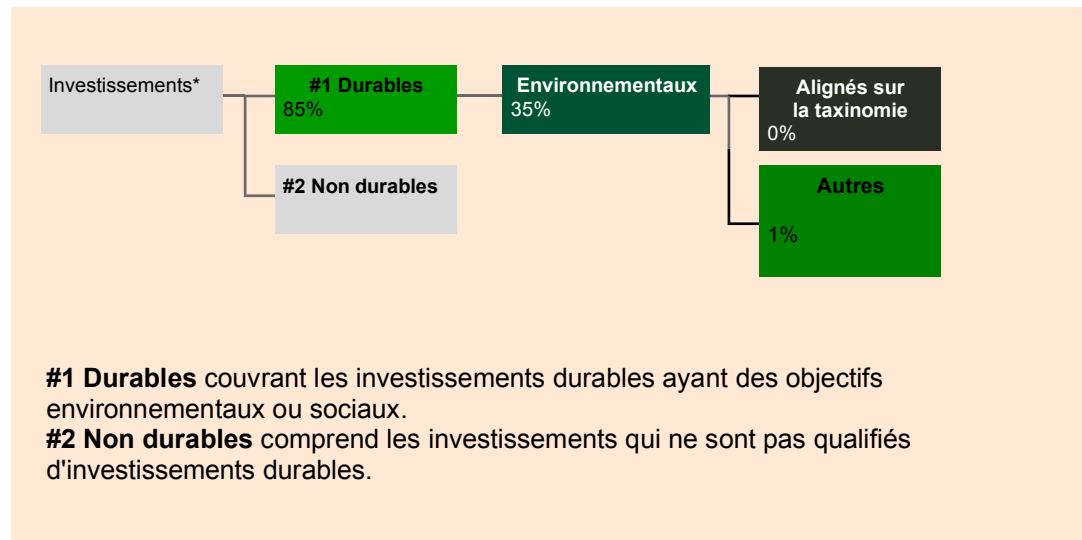 Investissements*
#1 Durables
85%
Environnementaux
35%
Alignés sur
la taxinomie
0%
#2 Non durables
Autres
1%
#1 Durables couvrant les investissements durables ayant des objectifs
environnementaux ou sociaux.
#2 Non durables comprend les investissements qui ne sont pas qualifiés
d'investissements durables.